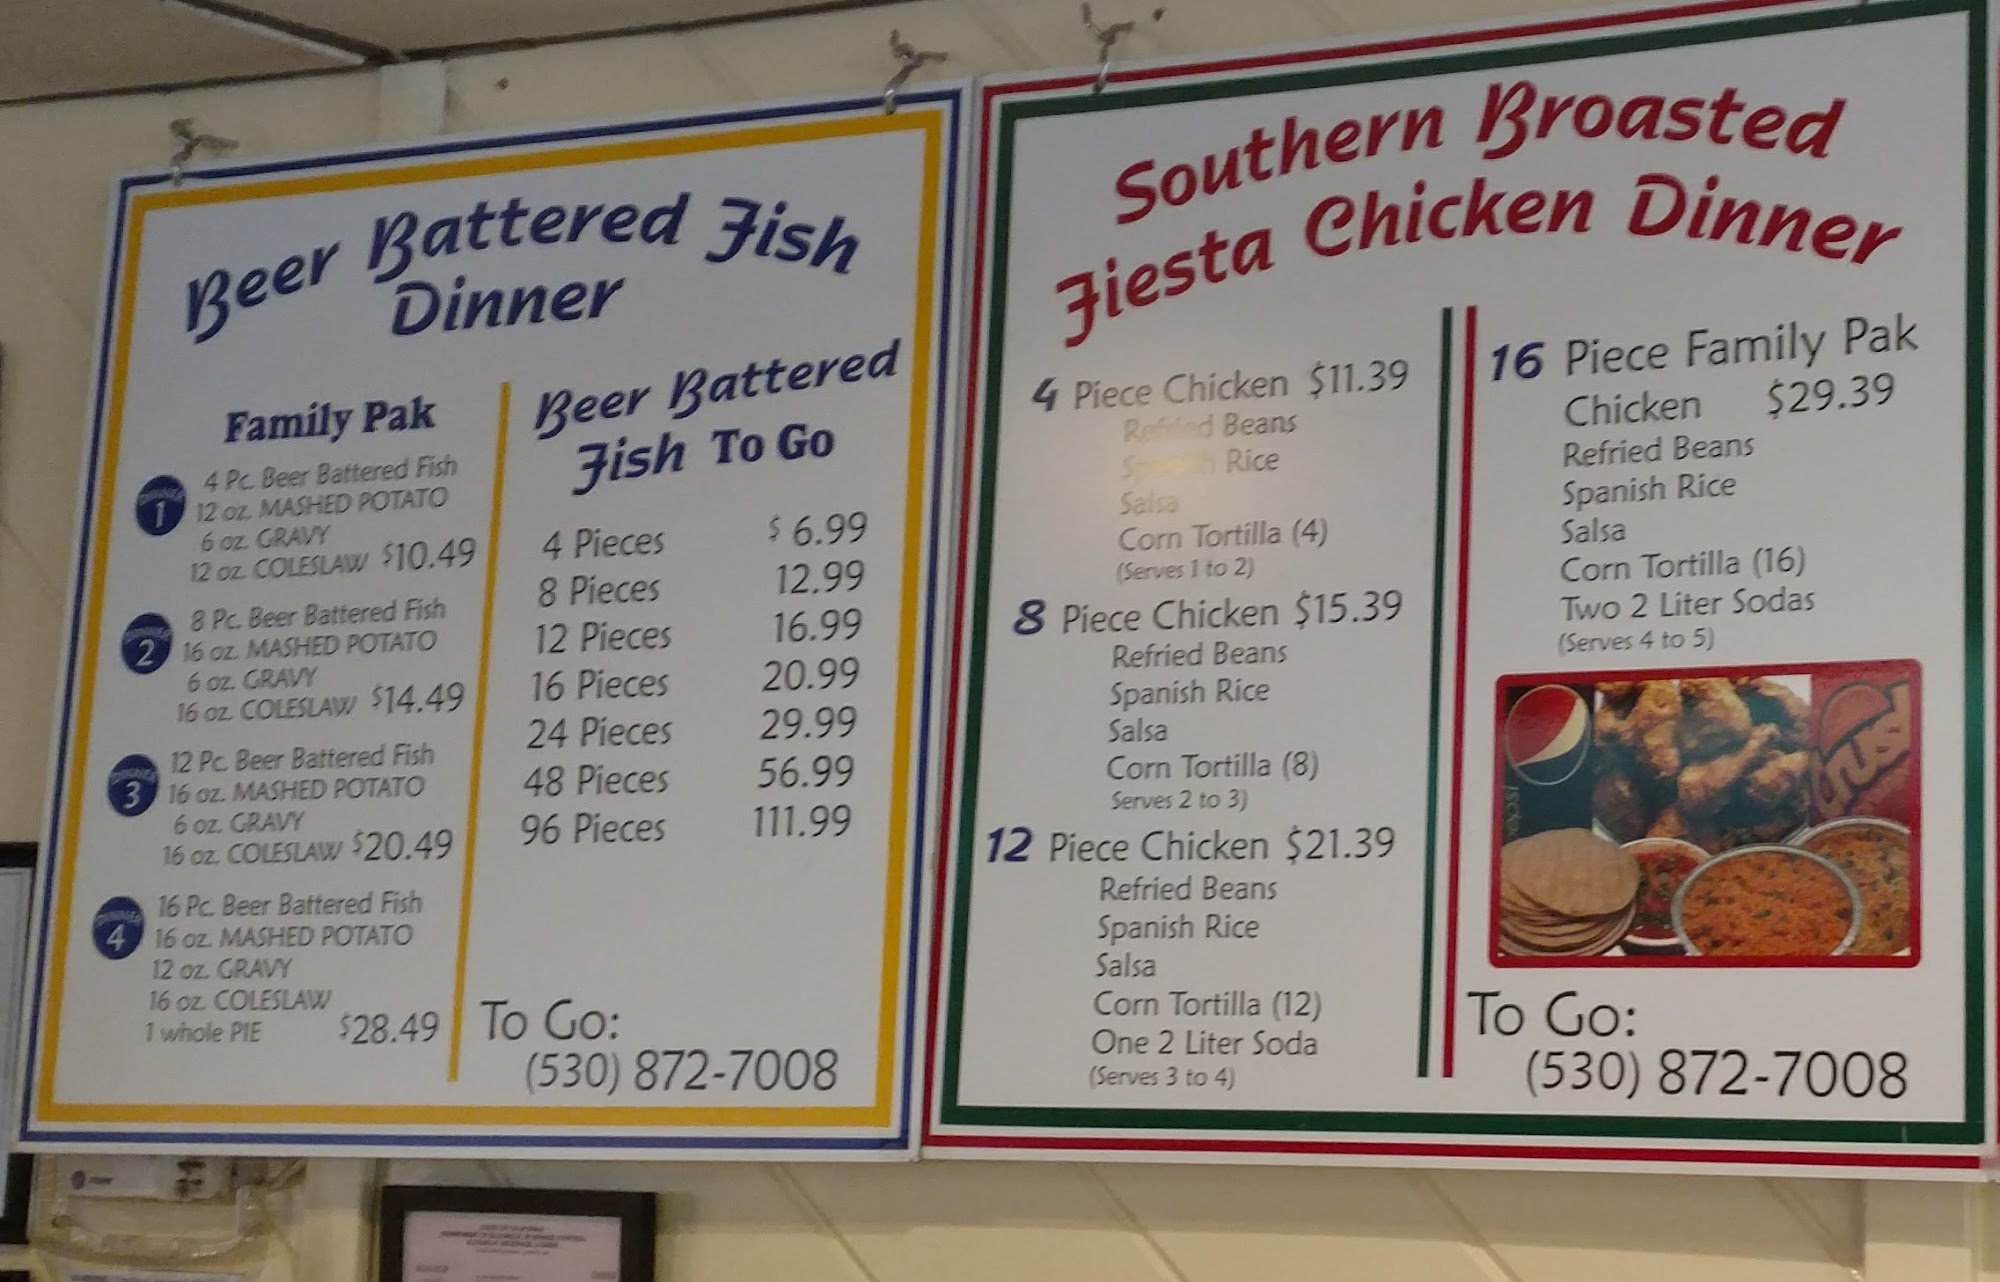 Beer Battered Fish
Dinner
Family Pak
DINNER
1
4 Pc. Beer Battered Fish
12 oz. MASHED POTATO
6 oz. GRAVY
12 oz. COLESLAW $10.49
DINNER
2
8 Pc. Beer Battered Fish
16 oz. MASHED POTATO
6 oz. GRAVY
16 oz. COLESLAW $14.49
DINNER
3
12 Pc. Beer Battered Fish
16 oz. MASHED POTATO
6 oz. GRAVY
16 oz. COLESLAW $20.49
DINNER
4
16 Pc. Beer Battered Fish
16 oz. MASHED POTATO
12 oz. GRAVY
16 oz. COLESLAW
1 whole PIE $28.49
Beer Battered
Fish To Go
4 Pieces $ 6.99
8 Pieces 12.99
12 Pieces 16.99
16 Pieces 20.99
24 Pieces 29.99
48 Pieces 56.99
96 Pieces 111.99
To Go:
(530) 872-7008
Southern Broasted
Fiesta Chicken Dinner
4 Piece Chicken $11.39
Refried Beans
Spanish Rice
Salsa
Corn Tortilla (4)
(Serves 1 to 2)
8 Piece Chicken $15.39
Refried Beans
Spanish Rice
Salsa
Corn Tortilla (8)
Serves 2 to 3)
12 Piece Chicken $21.39
Refried Beans
Spanish Rice
Salsa
Corn Tortilla (12)
One 2 Liter Soda
(Serves 3 to 4)
16 Piece Family Pak
Chicken $29.39
Refried Beans
Spanish Rice
Salsa
Corn Tortilla (16)
Two 2 Liter Sodas
(Serves 4 to 5)
Crush
To Go:
(530) 872-7008